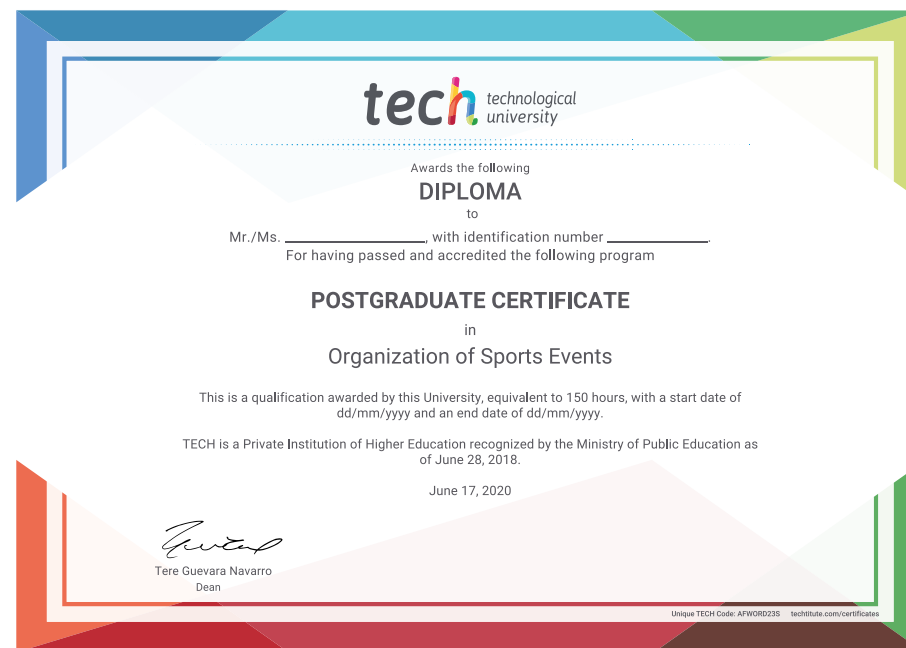 tech technological
university
Awards the following
DIPLOMA
to
Mr./Ms. ____________________, with identification number ______________.
For having passed and accredited the following program
POSTGRADUATE CERTIFICATE
in
Organization of Sports Events
This is a qualification awarded by this University, equivalent to 150 hours, with a start date of
dd/mm/yyyy and an end date of dd/mm/yyyy.
TECH is a Private Institution of Higher Education recognized by the Ministry of Public Education as
of June 28, 2018.
June 17, 2020
Tere Guevara Navarro
Dean
Unique TECH Code: AFWORD23S techtitute.com/certificates